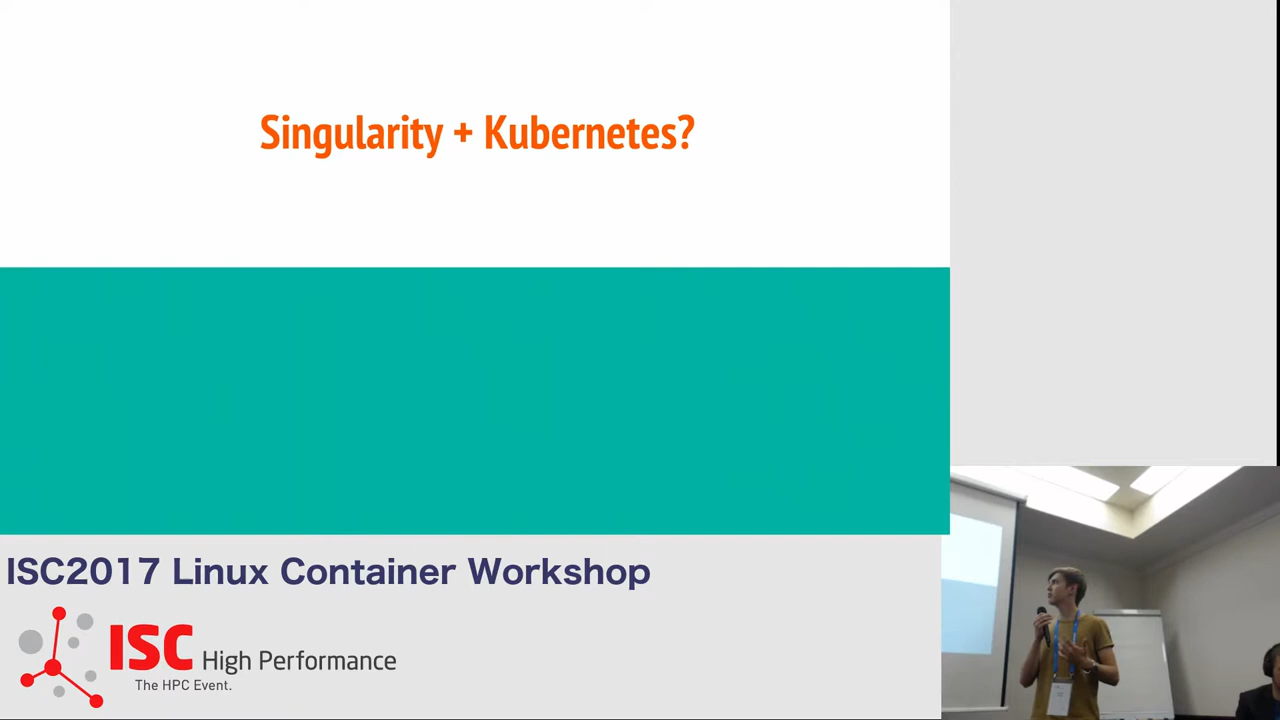 Singularity + Kubernetes?
ISC2017 Linux Container Workshop
ISC High Performance
The HPC Event.